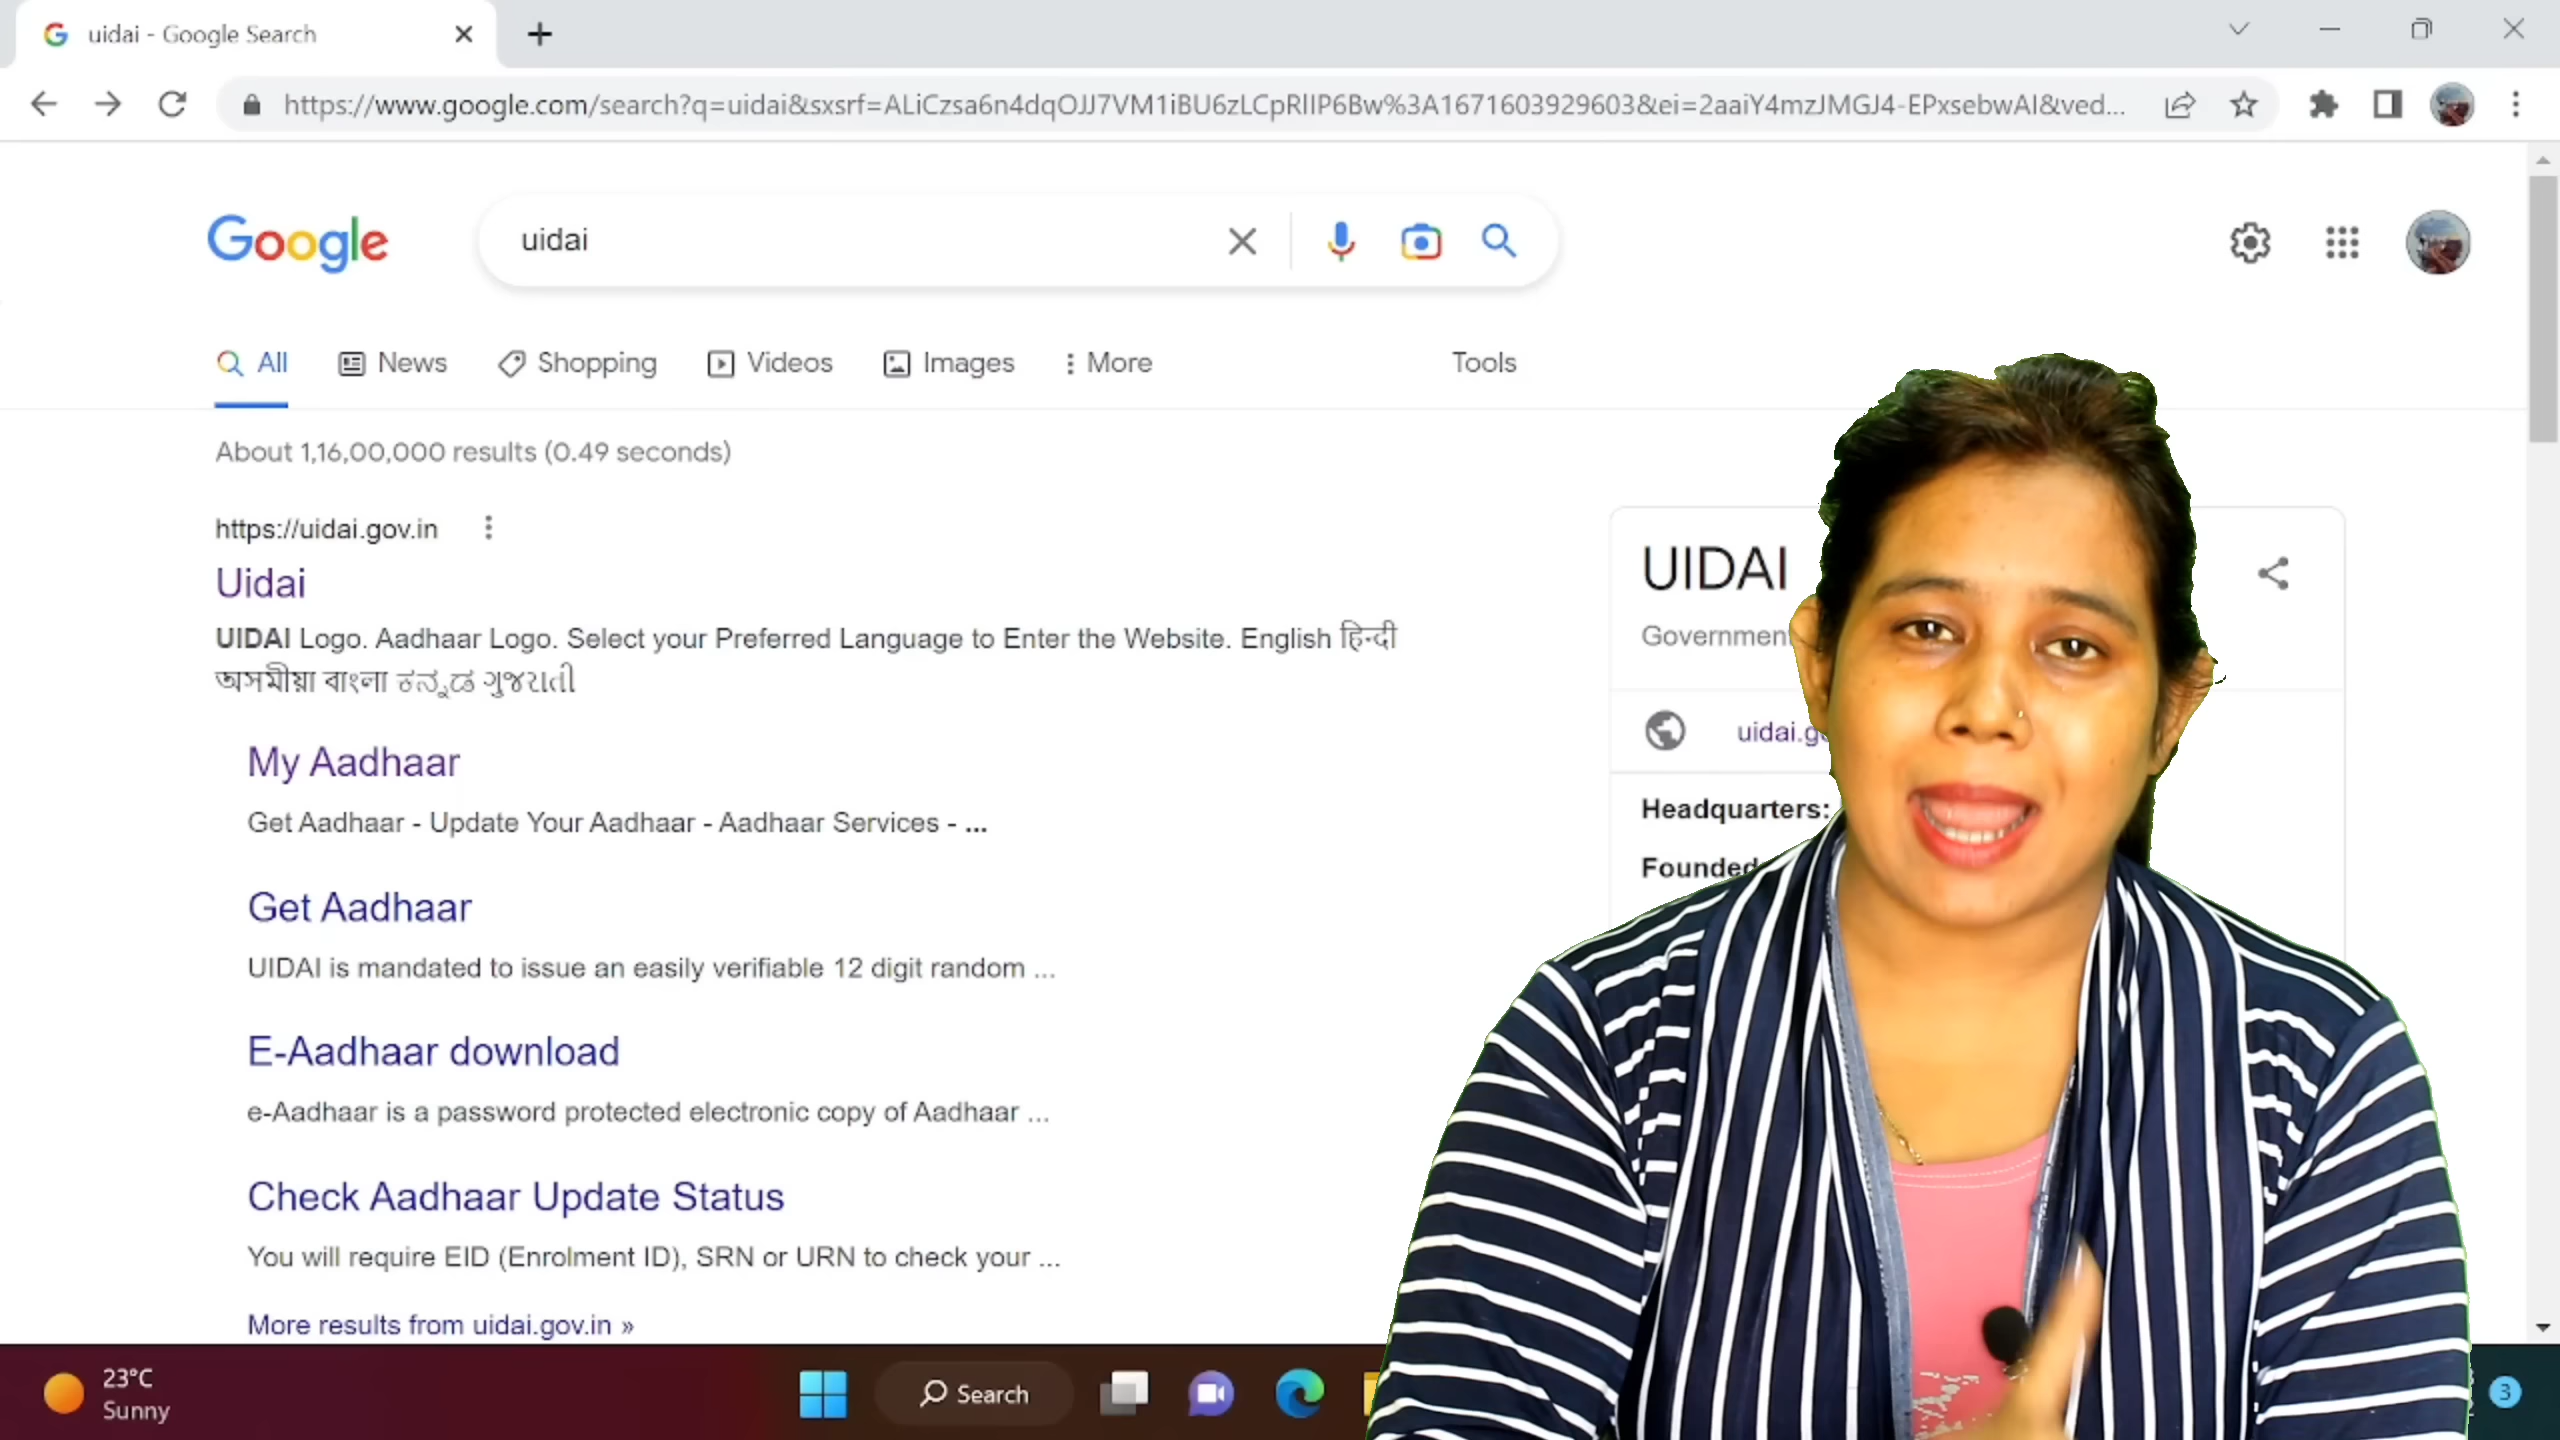 uidai - Google Search
https://www.google.com/search?q=uidai&sxsrf=ALiCzsa6n4dqOJJ7VM1iBU6zLCpRlIP6Bw%3A1671603929603&ei=2aaiY4mzJMGJ4-EPxsebwAI&ved...
Google
uidai
All News Shopping Videos Images More Tools
About 1,16,00,000 results (0.49 seconds)
https://uidai.gov.in
Uidai
UIDAI Logo. Aadhaar Logo. Select your Preferred Language to Enter the Website. English हिन्दी
অসমীয়া বাংলা ಕನ್ನಡ ગુજરાતી
My Aadhaar
Get Aadhaar - Update Your Aadhaar - Aadhaar Services - ...
Get Aadhaar
UIDAI is mandated to issue an easily verifiable 12 digit random ...
E-Aadhaar download
e-Aadhaar is a password protected electronic copy of Aadhaar ...
Check Aadhaar Update Status
You will require EID (Enrolment ID), SRN or URN to check your ...
More results from uidai.gov.in »
UIDAI
Governmen
uidai.g
Headquarters:
Founded
23°C
Sunny
Search
3